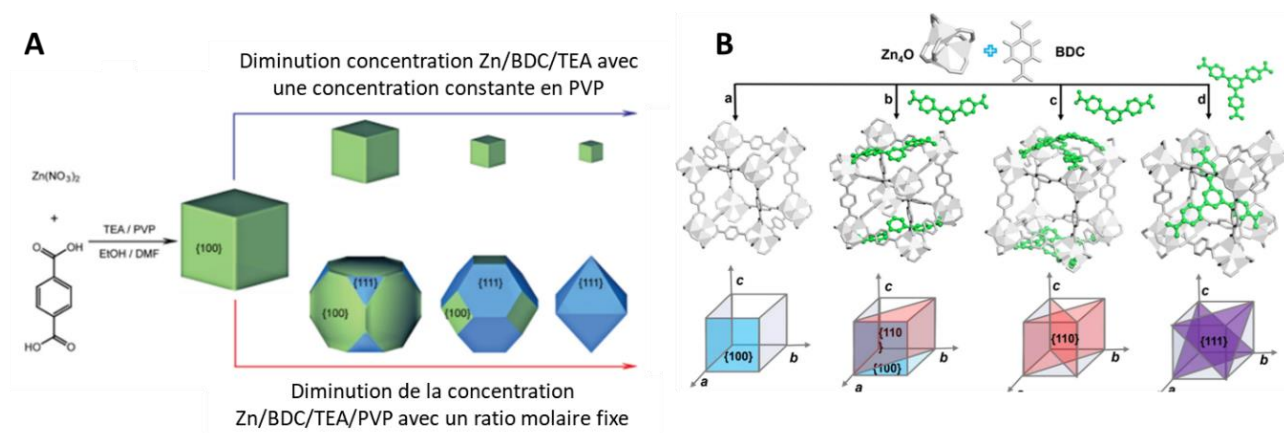 A
Diminution concentration Zn/BDC/TEA avec
une concentration constante en PVP
Zn(NO3)2
+
TEA / PVP
EtOH / DMF
O
OH
HO
O
{100}
{100}
{111}
{100}
{111}
{111}
Diminution de la concentration
Zn/BDC/TEA/PVP avec un ratio molaire fixe
B
Zn4O
BDC
a
b
c
d
c
{100}
b
a
c
{110
}
{100}
b
a
c
{110}
b
c
{111}
b
a